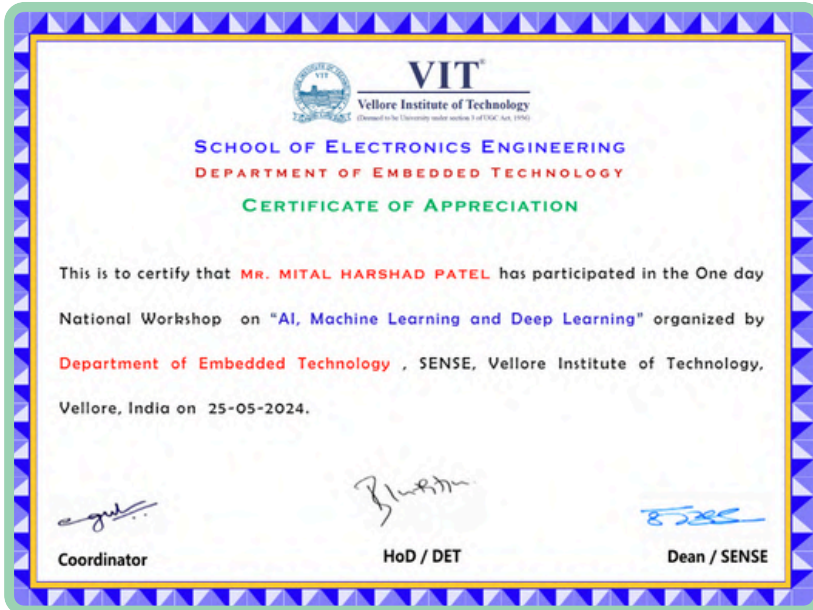 VIT
VIT®
Vellore Institute of Technology
(Deemed to be University under section 3 of UGC Act, 1956)
SCHOOL OF ELECTRONICS ENGINEERING
DEPARTMENT OF EMBEDDED TECHNOLOGY
CERTIFICATE OF APPRECIATION
This is to certify that MR. MITAL HARSHAD PATEL has participated in the One day
National Workshop on "AI, Machine Learning and Deep Learning" organized by
Department of Embedded Technology , SENSE, Vellore Institute of Technology,
Vellore, India on 25-05-2024.
Coordinator
HoD / DET
Dean / SENSE